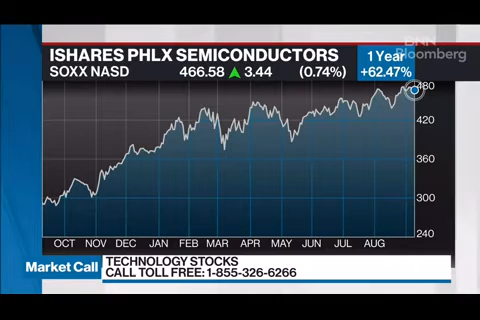 ISHARES PHLX SEMICONDUCTORS
SOXX NASD 466.58 ▲ 3.44 (0.74%)
1 Year
+62.47%
BNN
Bloomberg
480
420
360
300
240
OCT NOV DEC JAN FEB MAR APR MAY JUN JUL AUG
Market Call
TECHNOLOGY STOCKS
CALL TOLL FREE: 1-855-326-6266